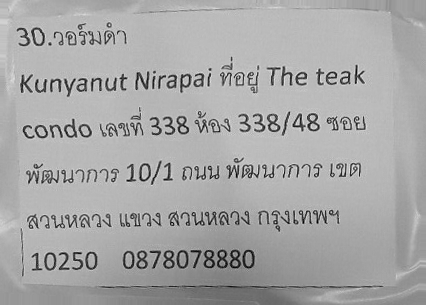 30.วอร์มดำ
Kunyanut Nirapai ที่อยู่ The teak
condo เลขที่ 338 ห้อง 338/48 ซอย
พัฒนาการ 10/1 ถนน พัฒนาการ เขต
สวนหลวง แขวง สวนหลวง กรุงเทพฯ
10250 0878078880